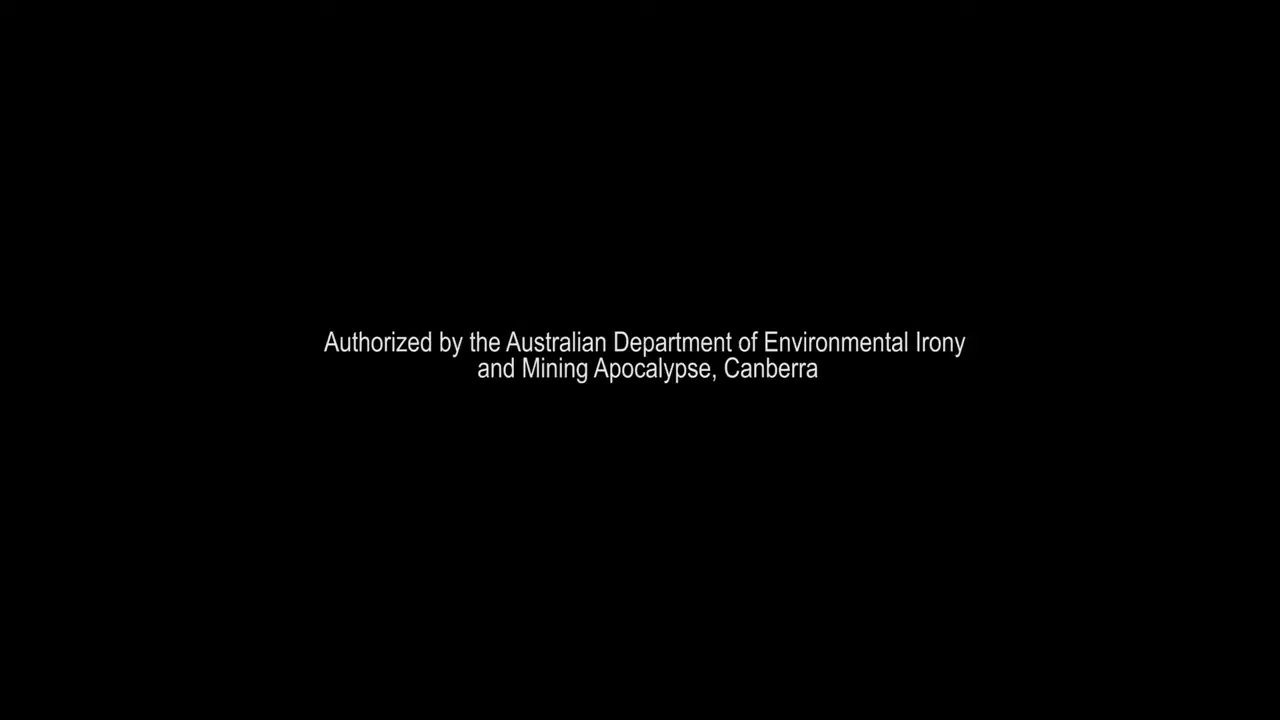 Authorized by the Australian Department of Environmental Irony
and Mining Apocalypse, Canberra